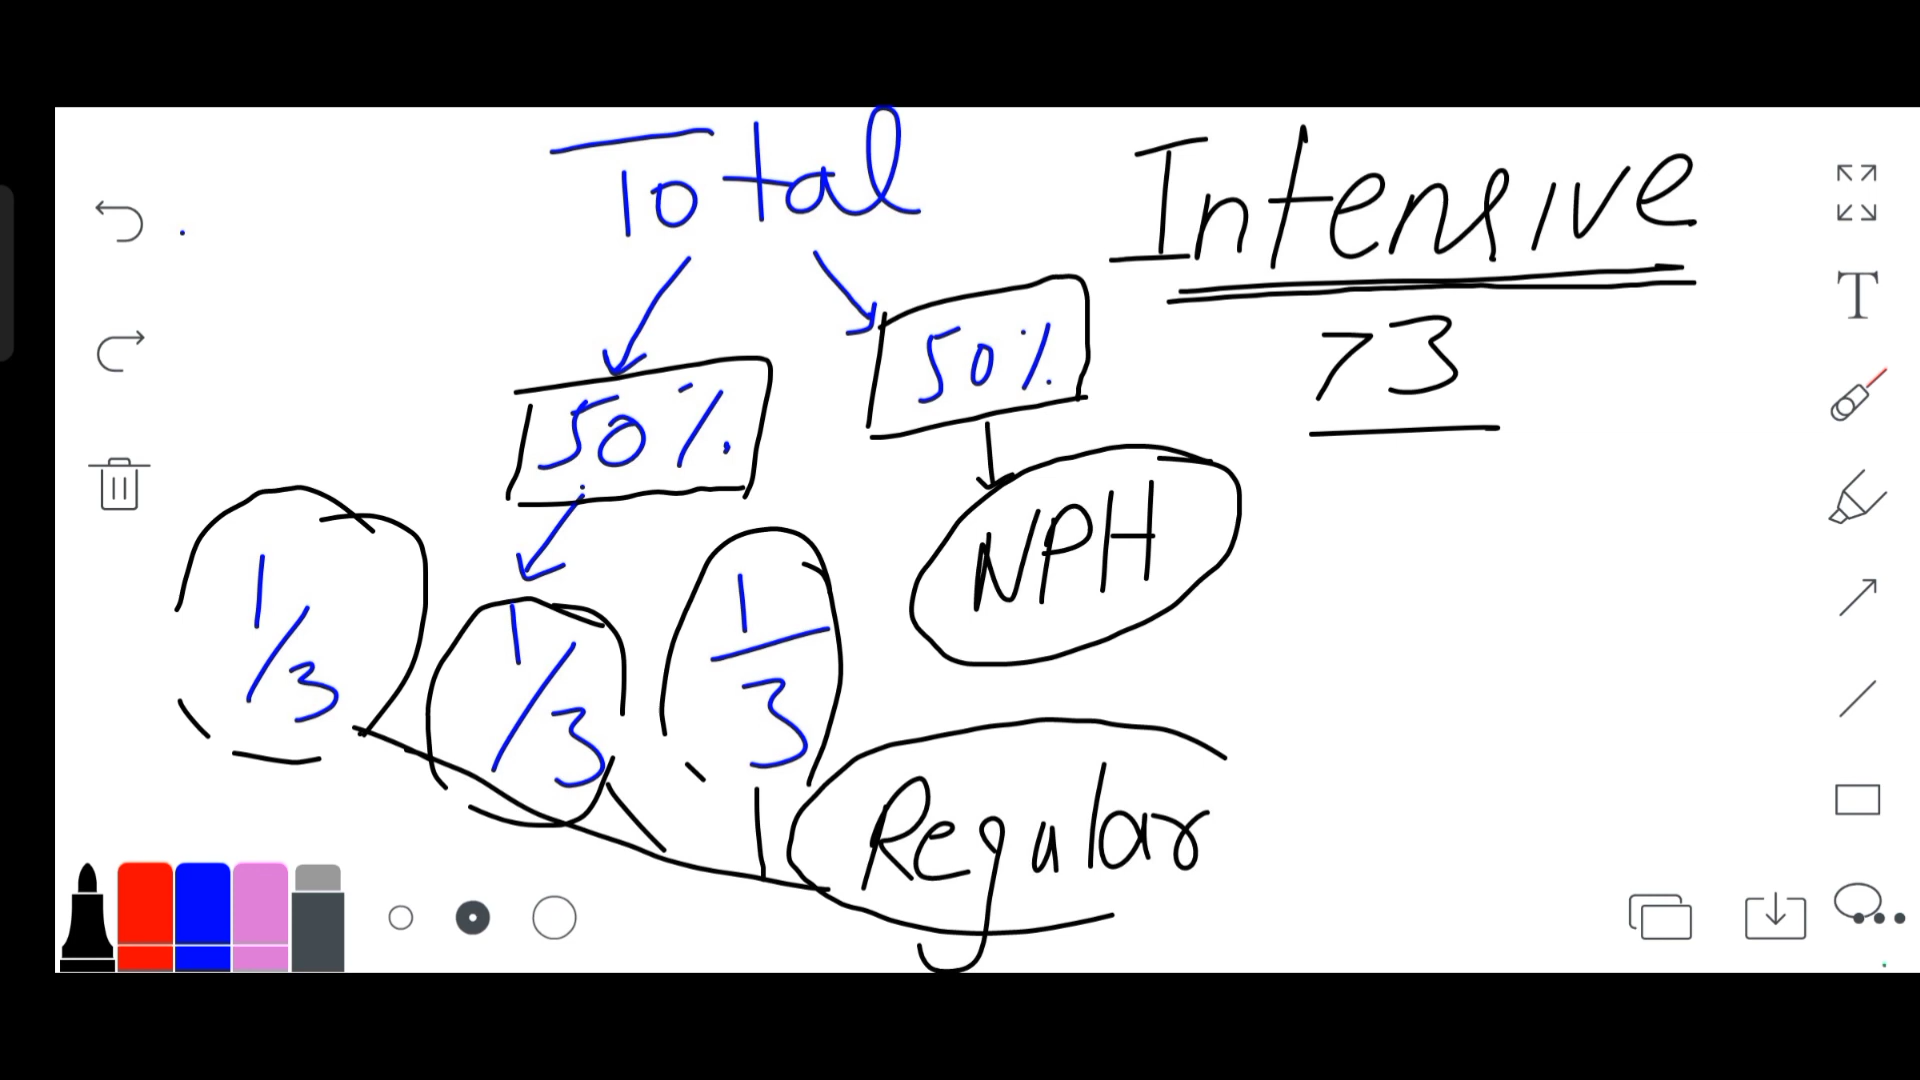 Total
Intensive
73
50%
50%
NPH
1/3
1/3
1/3
Regular
T